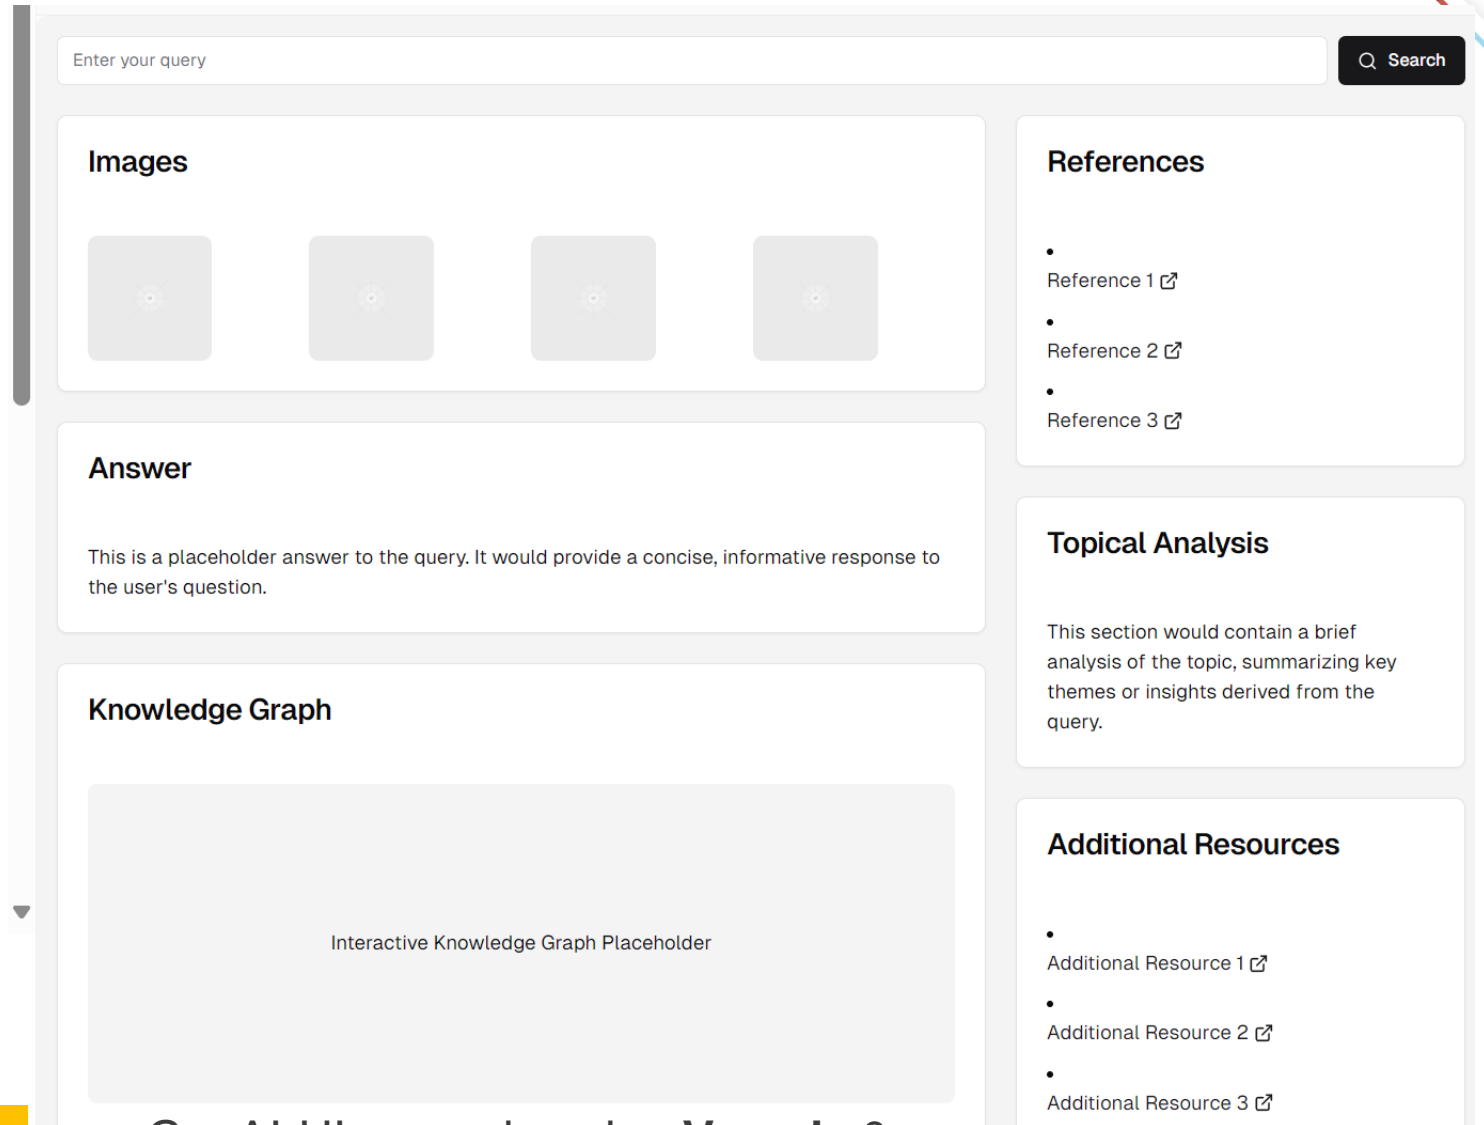 Enter your query
Search
Images
Answer
This is a placeholder answer to the query. It would provide a concise, informative response to
the user's question.
Knowledge Graph
Interactive Knowledge Graph Placeholder
References
Reference 1
Reference 2
Reference 3
Topical Analysis
This section would contain a brief
analysis of the topic, summarizing key
themes or insights derived from the
query.
Additional Resources
Additional Resource 1
Additional Resource 2
Additional Resource 3